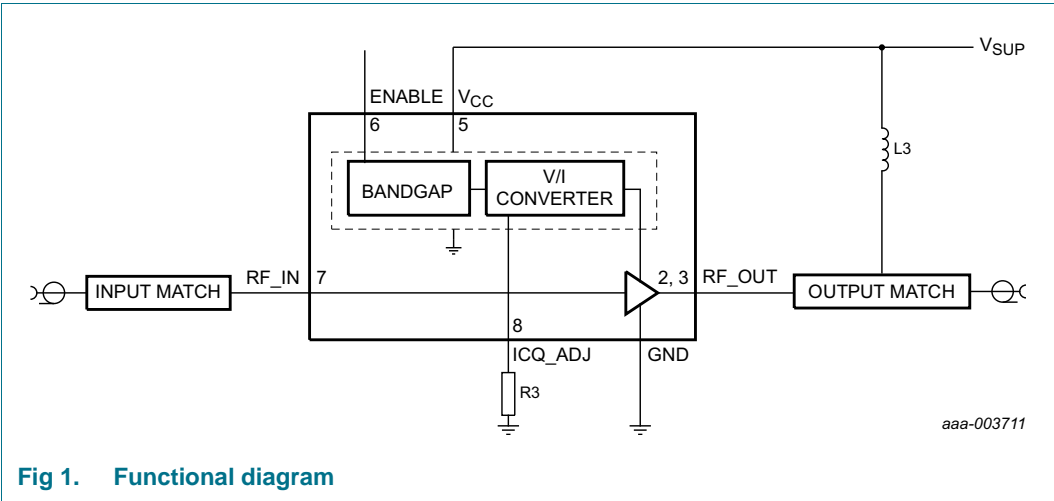 V_SUP
ENABLE
V_CC
6
5
L3
BANDGAP
V/I
CONVERTER
INPUT MATCH
RF_IN
7
2, 3
RF_OUT
OUTPUT MATCH
8
ICQ_ADJ
GND
R3
aaa-003711
Fig 1. Functional diagram